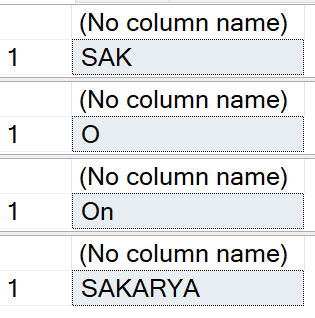 (No column name)
1 SAK
(No column name)
1 O
(No column name)
1 On
(No column name)
1 SAKARYA